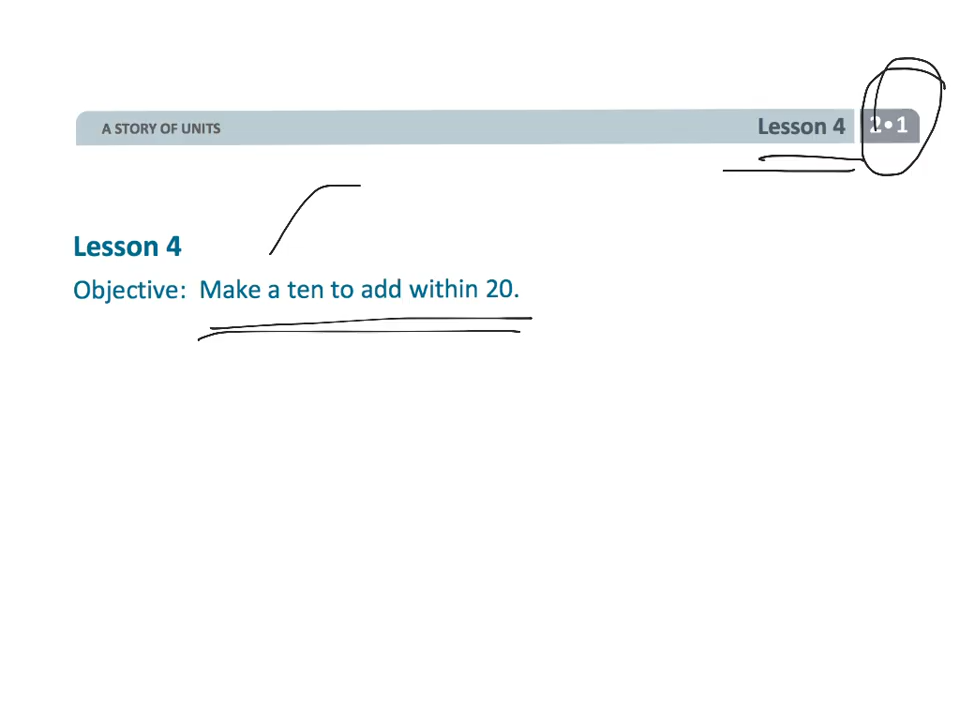 A STORY OF UNITS Lesson 4 2•1
Lesson 4
Objective: Make a ten to add within 20.